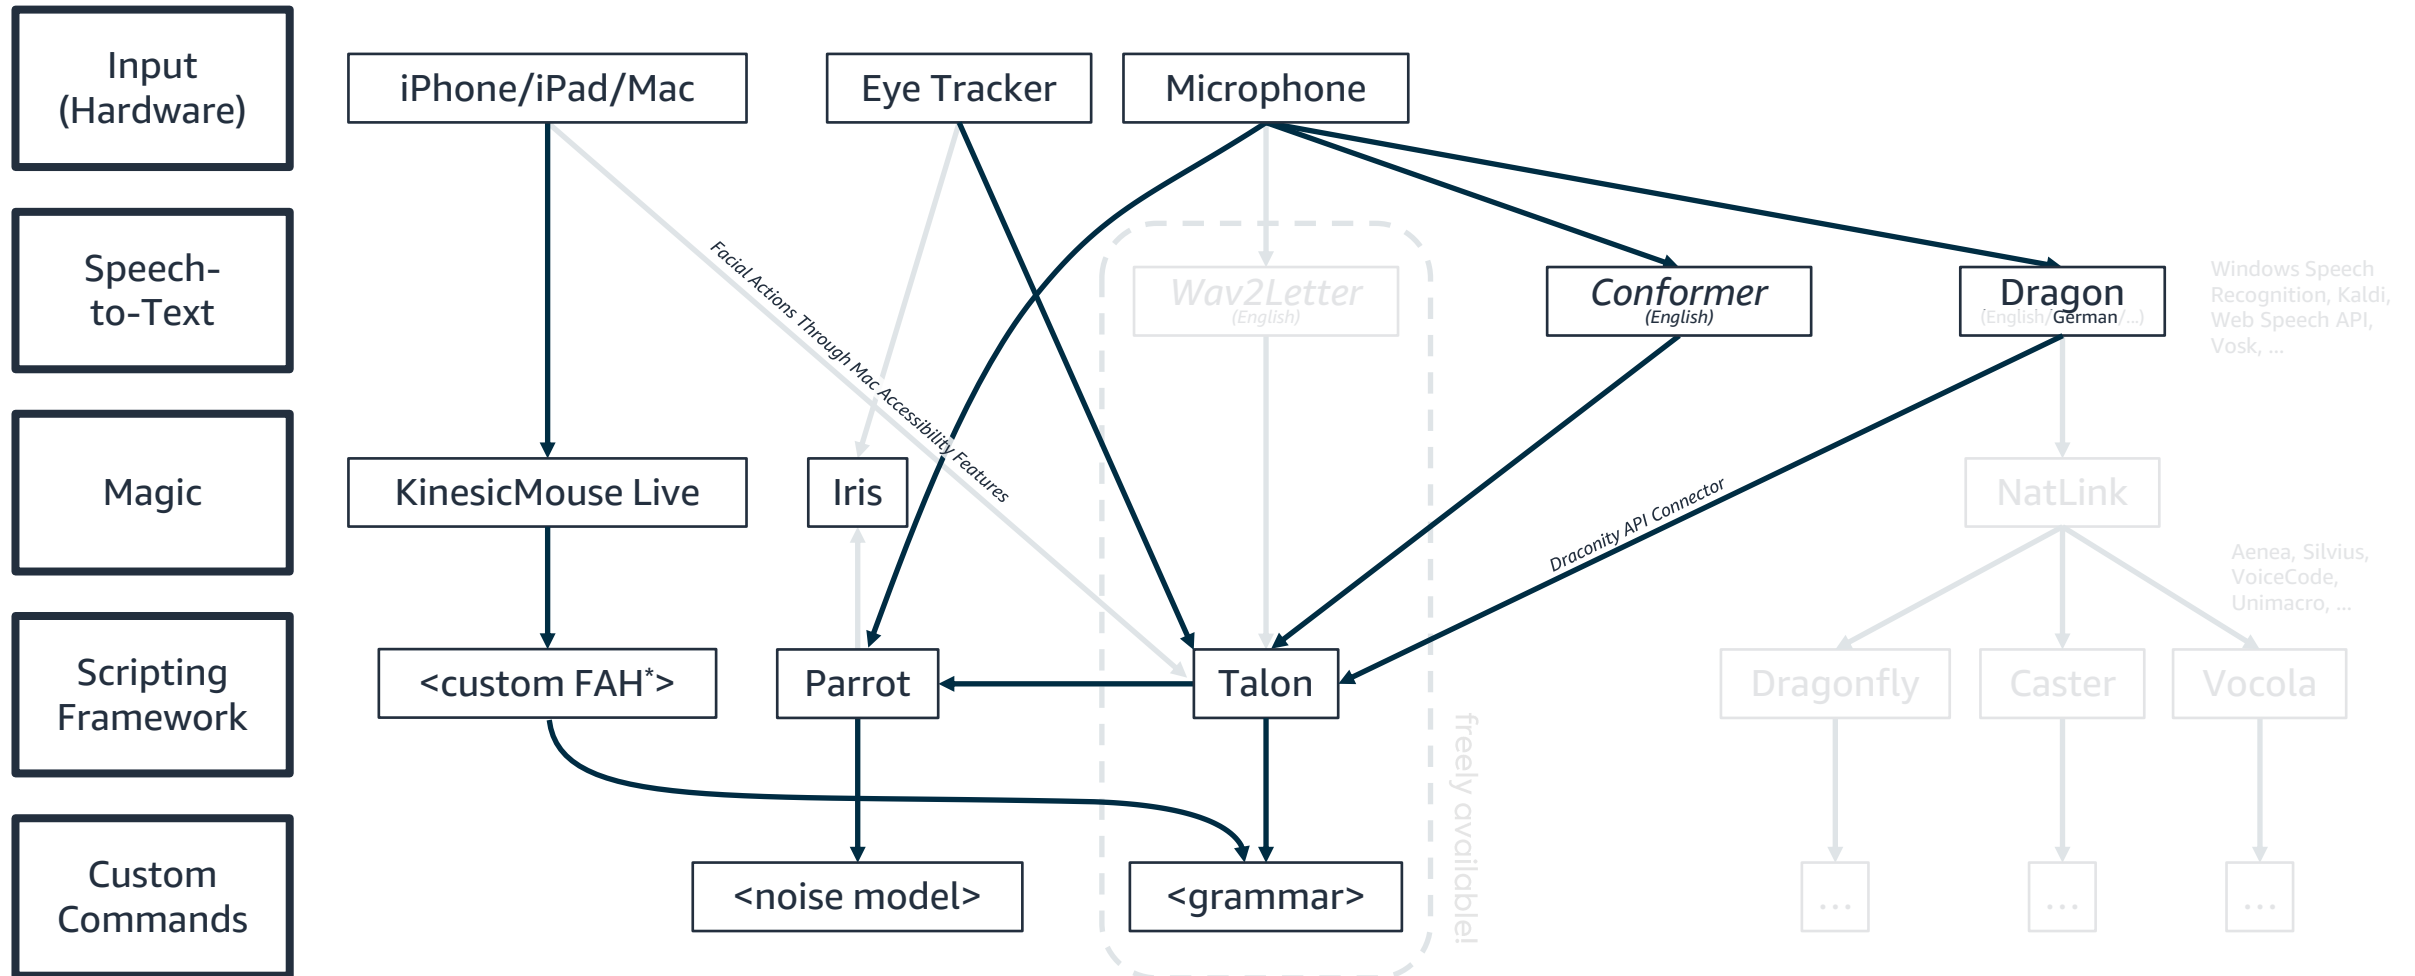 Input
(Hardware)
iPhone/iPad/Mac
Eye Tracker
Microphone
Speech-
to-Text
Facial Actions Through Mac Accessibility Features
Wav2Letter
(English)
Conformer
(English)
Dragon
(English/German/...)
Windows Speech
Recognition, Kaldi,
Web Speech API,
Vosk, ...
Magic
KinesicMouse Live
Iris
Draconity API Connector
NatLink
Aenea, Silvius,
VoiceCode,
Unimacro, ...
Scripting
Framework
<custom FAH*>
Parrot
Talon
Dragonfly
Caster
Vocola
freely available!
Custom
Commands
<noise model>
<grammar>
...
...
...